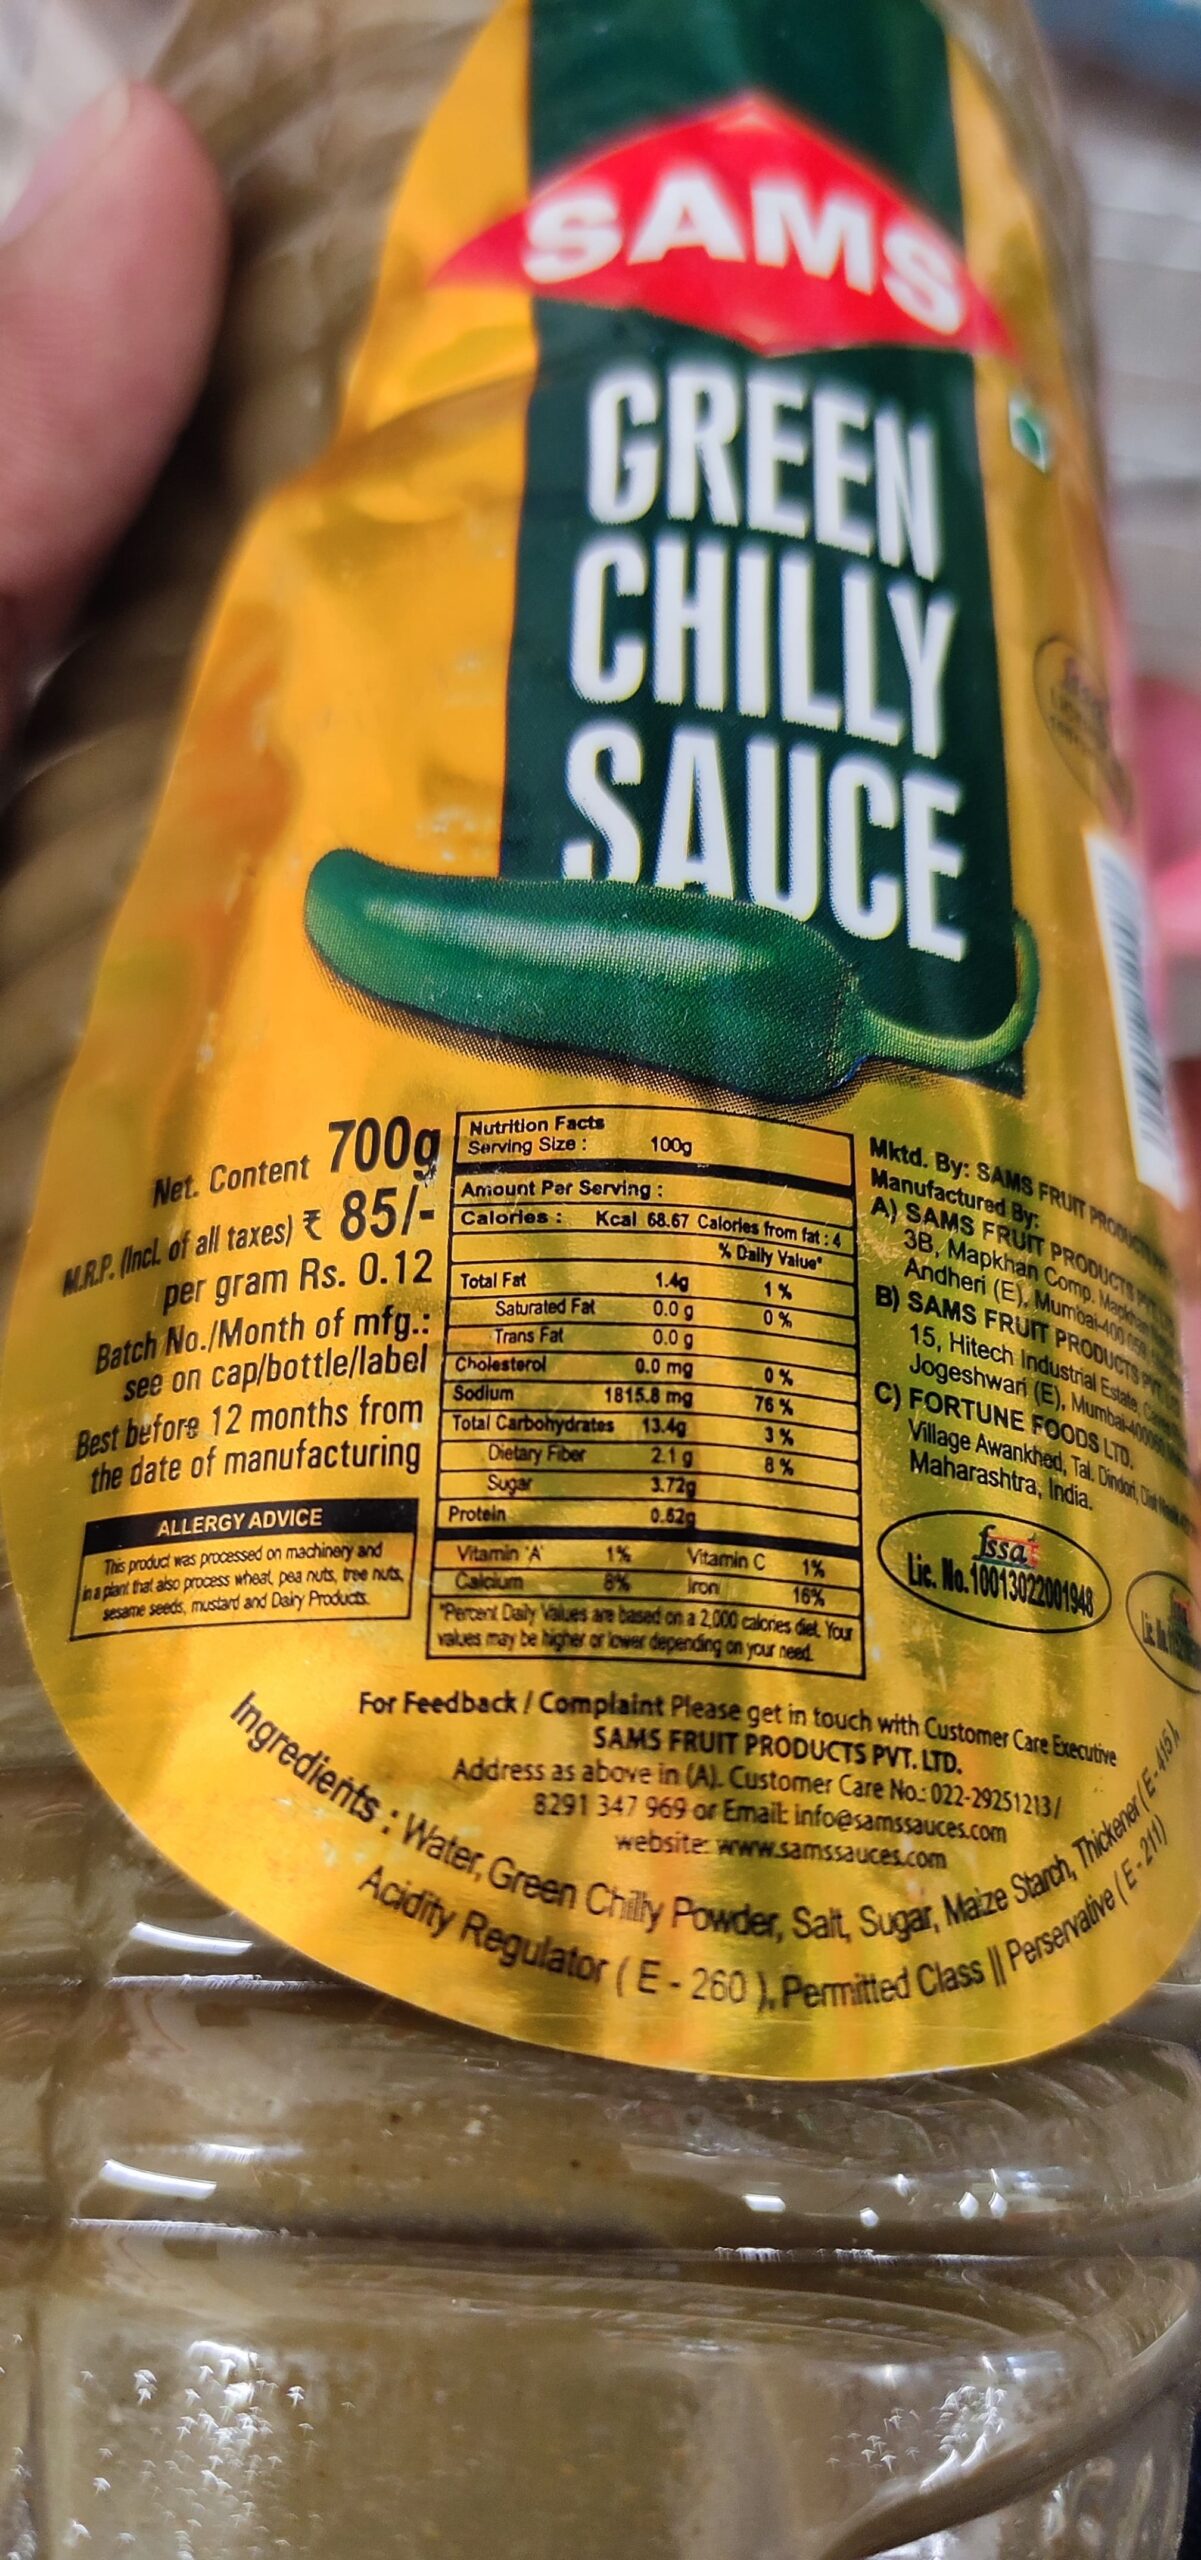 SAMS
GREEN
CHILLY
SAUCE
Net. Content 700g
M.R.P. (Incl. of all taxes) ₹ 85/-
per gram Rs. 0.12
Batch No./Month of mfg.:
see on cap/bottle/label
Best before 12 months from
the date of manufacturing
ALLERGY ADVICE
This product was processed on machinery and
in a plant that also process wheat, pea nuts, tree nuts,
sesame seeds, mustard and Dairy Products.
Nutrition Facts
Serving Size : 100g
Amount Per Serving :
Calories : Kcal 68.67 Calories from fat : 4
% Daily Value*
Total Fat 1.4g 1 %
Saturated Fat 0.0 g 0 %
Trans Fat 0.0 g
Cholesterol 0.0 mg 0 %
Sodium 1815.8 mg 76 %
Total Carbohydrates 13.4g 3 %
Dietary Fiber 2.1 g 8 %
Sugar 3.72g
Protein 0.62g
Vitamin 'A' 1% Vitamin C 1%
Calcium 8% Iron 16%
*Percent Daily Values are based on a 2,000 calories diet. Your
values may be higher or lower depending on your need.
Mktd. By: SAMS FRUIT PRODUCTS
Manufactured By:
A) SAMS FRUIT PRODUCTS PVT.
3B, Mapkhan Comp.
Andheri (E), Mumbai-400 059
B) SAMS FRUIT PRODUCTS PVT.
15, Hitech Industrial Estate,
Jogeshwari (E), Mumbai-400060
C) FORTUNE FOODS LTD.
Village Awankhed, Tal. Dindori,
Maharashtra, India.
fssai
Lic. No.10013022001948
For Feedback / Complaint Please get in touch with Customer Care Executive
SAMS FRUIT PRODUCTS PVT. LTD.
Address as above in (A). Customer Care No.: 022-29251213/
8291 347 969 or Email: info@samssauces.com
website: www.samssauces.com
Ingredients : Water, Green Chilly Powder, Salt, Sugar, Maize Starch, Thickener ( E - 415 )
Acidity Regulator ( E - 260 ), Permitted Class || Perservative ( E - 211)